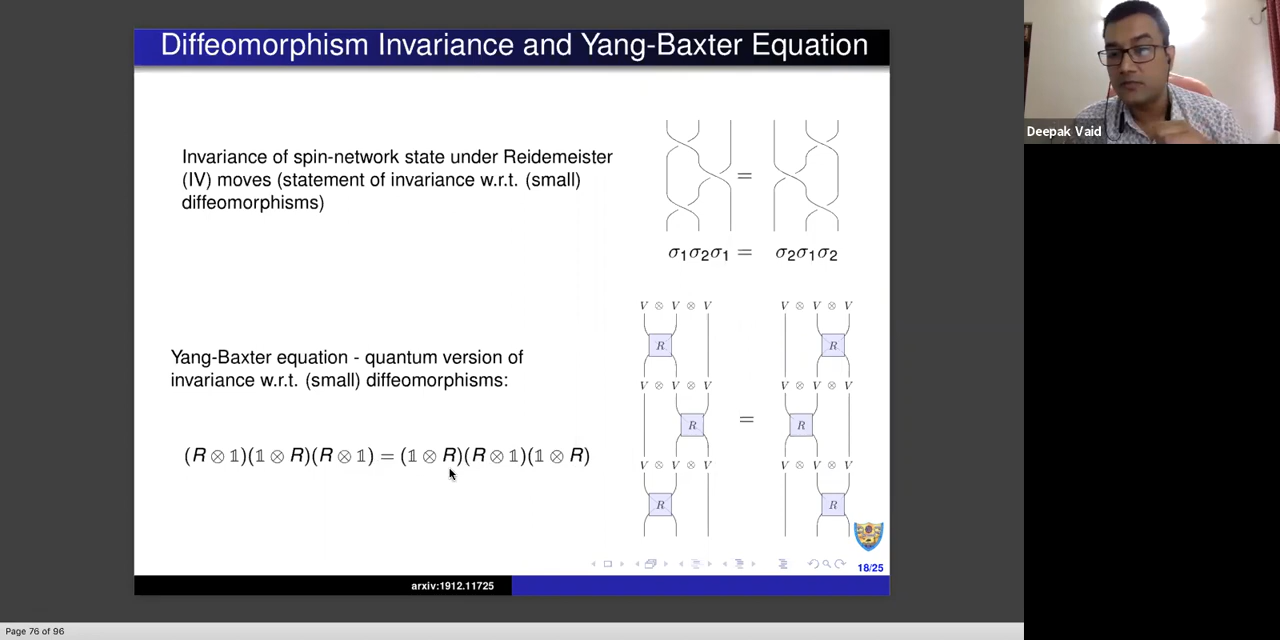 Diffeomorphism Invariance and Yang-Baxter Equation
Invariance of spin-network state under Reidemeister
(IV) moves (statement of invariance w.r.t. (small)
diffeomorphisms)
=
σ₁σ₂σ₁ = σ₂σ₁σ₂
Yang-Baxter equation - quantum version of
invariance w.r.t. (small) diffeomorphisms:
(R ⊗ 𝟙)(𝟙 ⊗ R)(R ⊗ 𝟙) = (𝟙 ⊗ R)(R ⊗ 𝟙)(𝟙 ⊗ R)
V ⊗ V ⊗ V V ⊗ V ⊗ V
R R
V ⊗ V ⊗ V V ⊗ V ⊗ V
R = R
V ⊗ V ⊗ V V ⊗ V ⊗ V
R R
18/25
arxiv:1912.11725
Page 76 of 96
Deepak Vaid